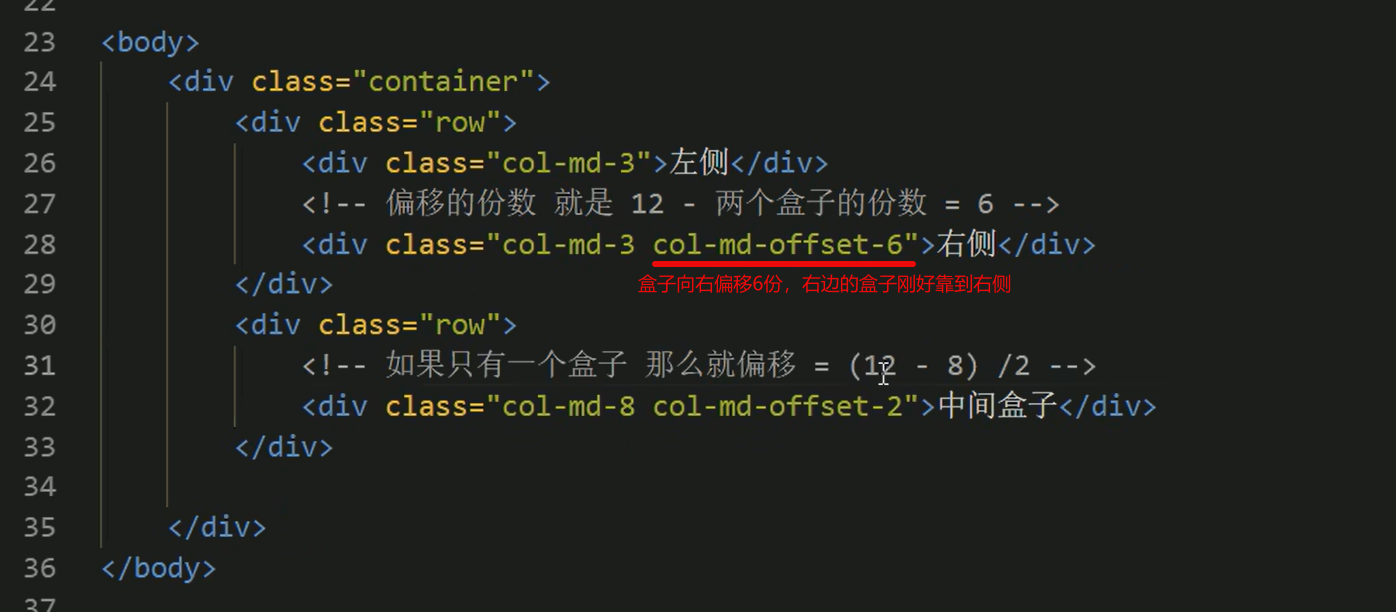 22
23 <body>
24 <div class="container">
25 <div class="row">
26 <div class="col-md-3">左侧</div>
27 <!-- 偏移的份数 就是 12 - 两个盒子的份数 = 6 -->
28 <div class="col-md-3 col-md-offset-6">右侧</div>
盒子向右偏移6份，右边的盒子刚好靠到右侧
29 </div>
30 <div class="row">
31 <!-- 如果只有一个盒子 那么就偏移 = (12 - 8) /2 -->
32 <div class="col-md-8 col-md-offset-2">中间盒子</div>
33 </div>
34
35 </div>
36 </body>
37